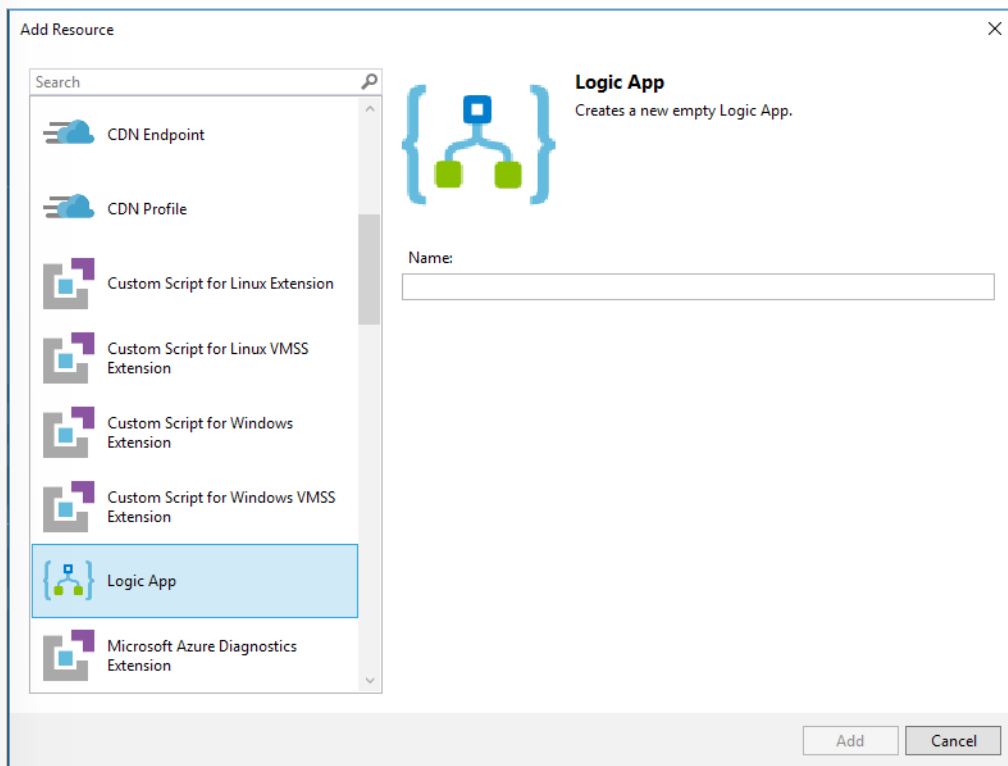 Add Resource
Search
CDN Endpoint
CDN Profile
Custom Script for Linux Extension
Custom Script for Linux VMSS
Extension
Custom Script for Windows
Extension
Custom Script for Windows VMSS
Extension
Logic App
Microsoft Azure Diagnostics
Extension
Logic App
Creates a new empty Logic App.
Name:
Add
Cancel